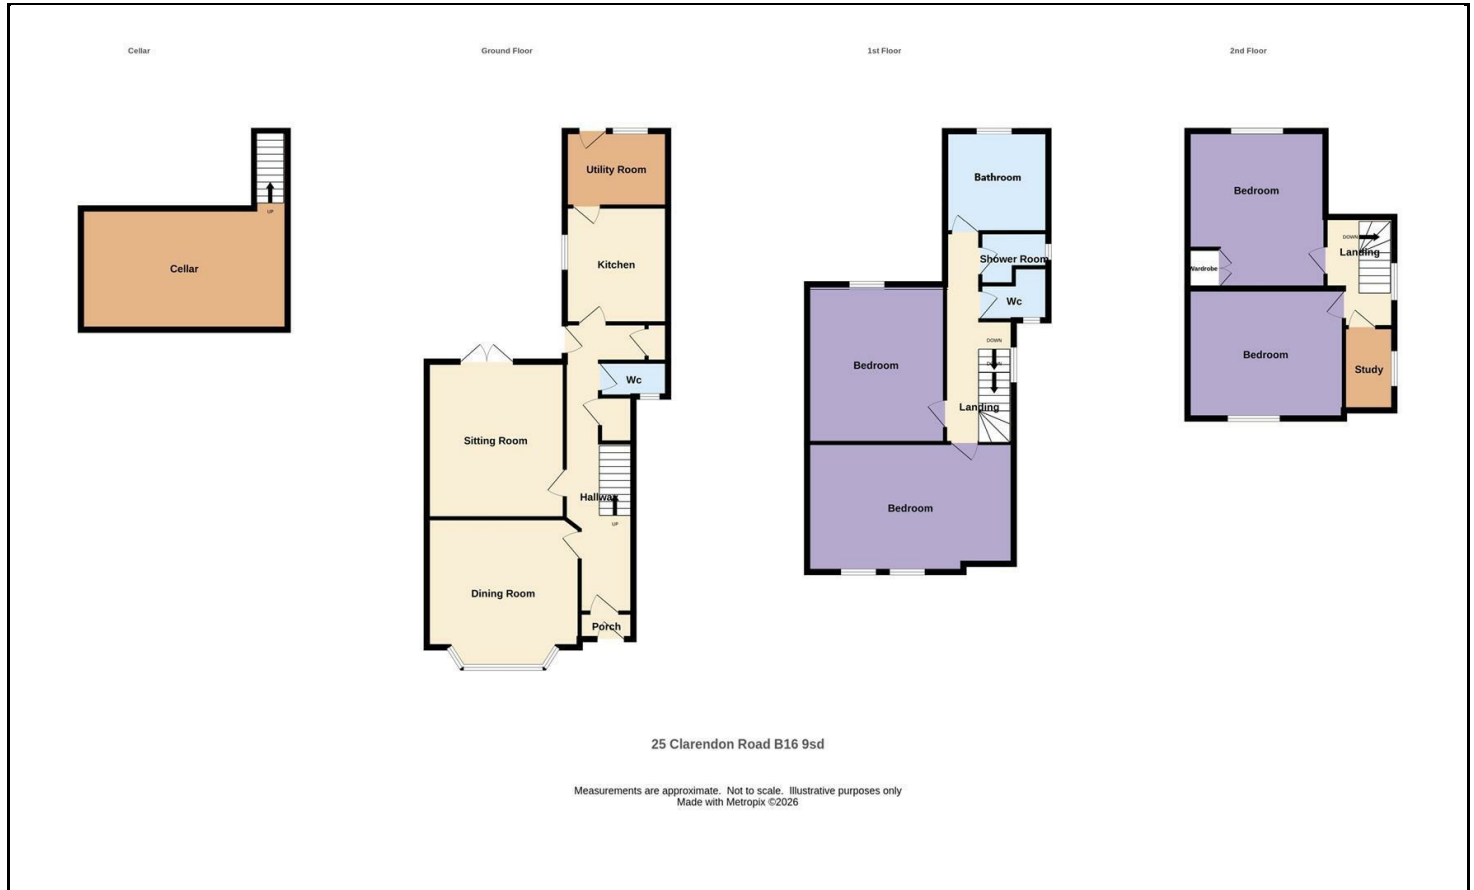 Cellar
Ground Floor
1st Floor
2nd Floor
UP
Cellar
Utility Room
Kitchen
Wc
Sitting Room
Hallway
UP
Dining Room
Porch
Bathroom
Shower Room
Wc
DOWN
DOWN
Bedroom
Landing
Bedroom
Bedroom
DOWN
Landing
Wardrobe
Bedroom
Study
25 Clarendon Road B16 9sd
Measurements are approximate. Not to scale. Illustrative purposes only
Made with Metropix ©2026